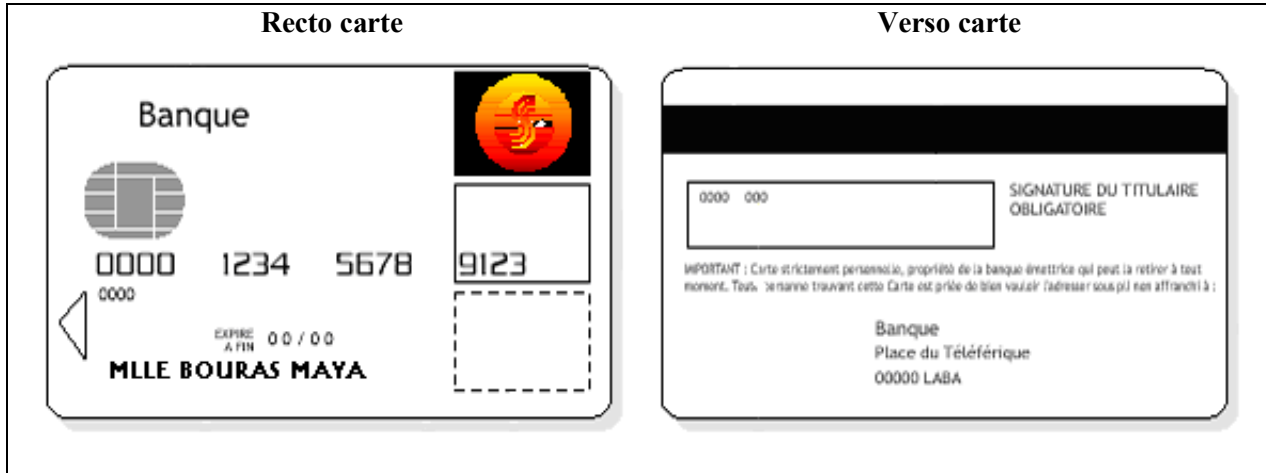 Recto carte
Banque
0000 1234 5678 9123
0000
EXPIRE
A FIN 00/00
MLLE BOURAS MAYA
Verso carte
0000 000
SIGNATURE DU TITULAIRE
OBLIGATOIRE
IMPORTANT : Carte strictement personnelle, propriété de la banque émettrice qui peut la retirer à tout
moment. Toute personne trouvant cette Carte est priée de bien vouloir l'adresser sous pli non affranchi à :
Banque
Place du Téléférique
00000 LABA